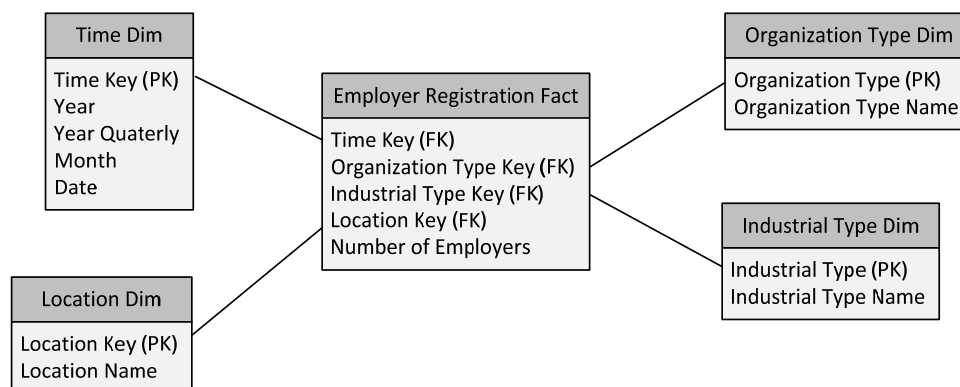 Time Dim
Time Key (PK)
Year
Year Quaterly
Month
Date
Employer Registration Fact
Time Key (FK)
Organization Type Key (FK)
Industrial Type Key (FK)
Location Key (FK)
Number of Employers
Organization Type Dim
Organization Type (PK)
Organization Type Name
Industrial Type Dim
Industrial Type (PK)
Industrial Type Name
Location Dim
Location Key (PK)
Location Name